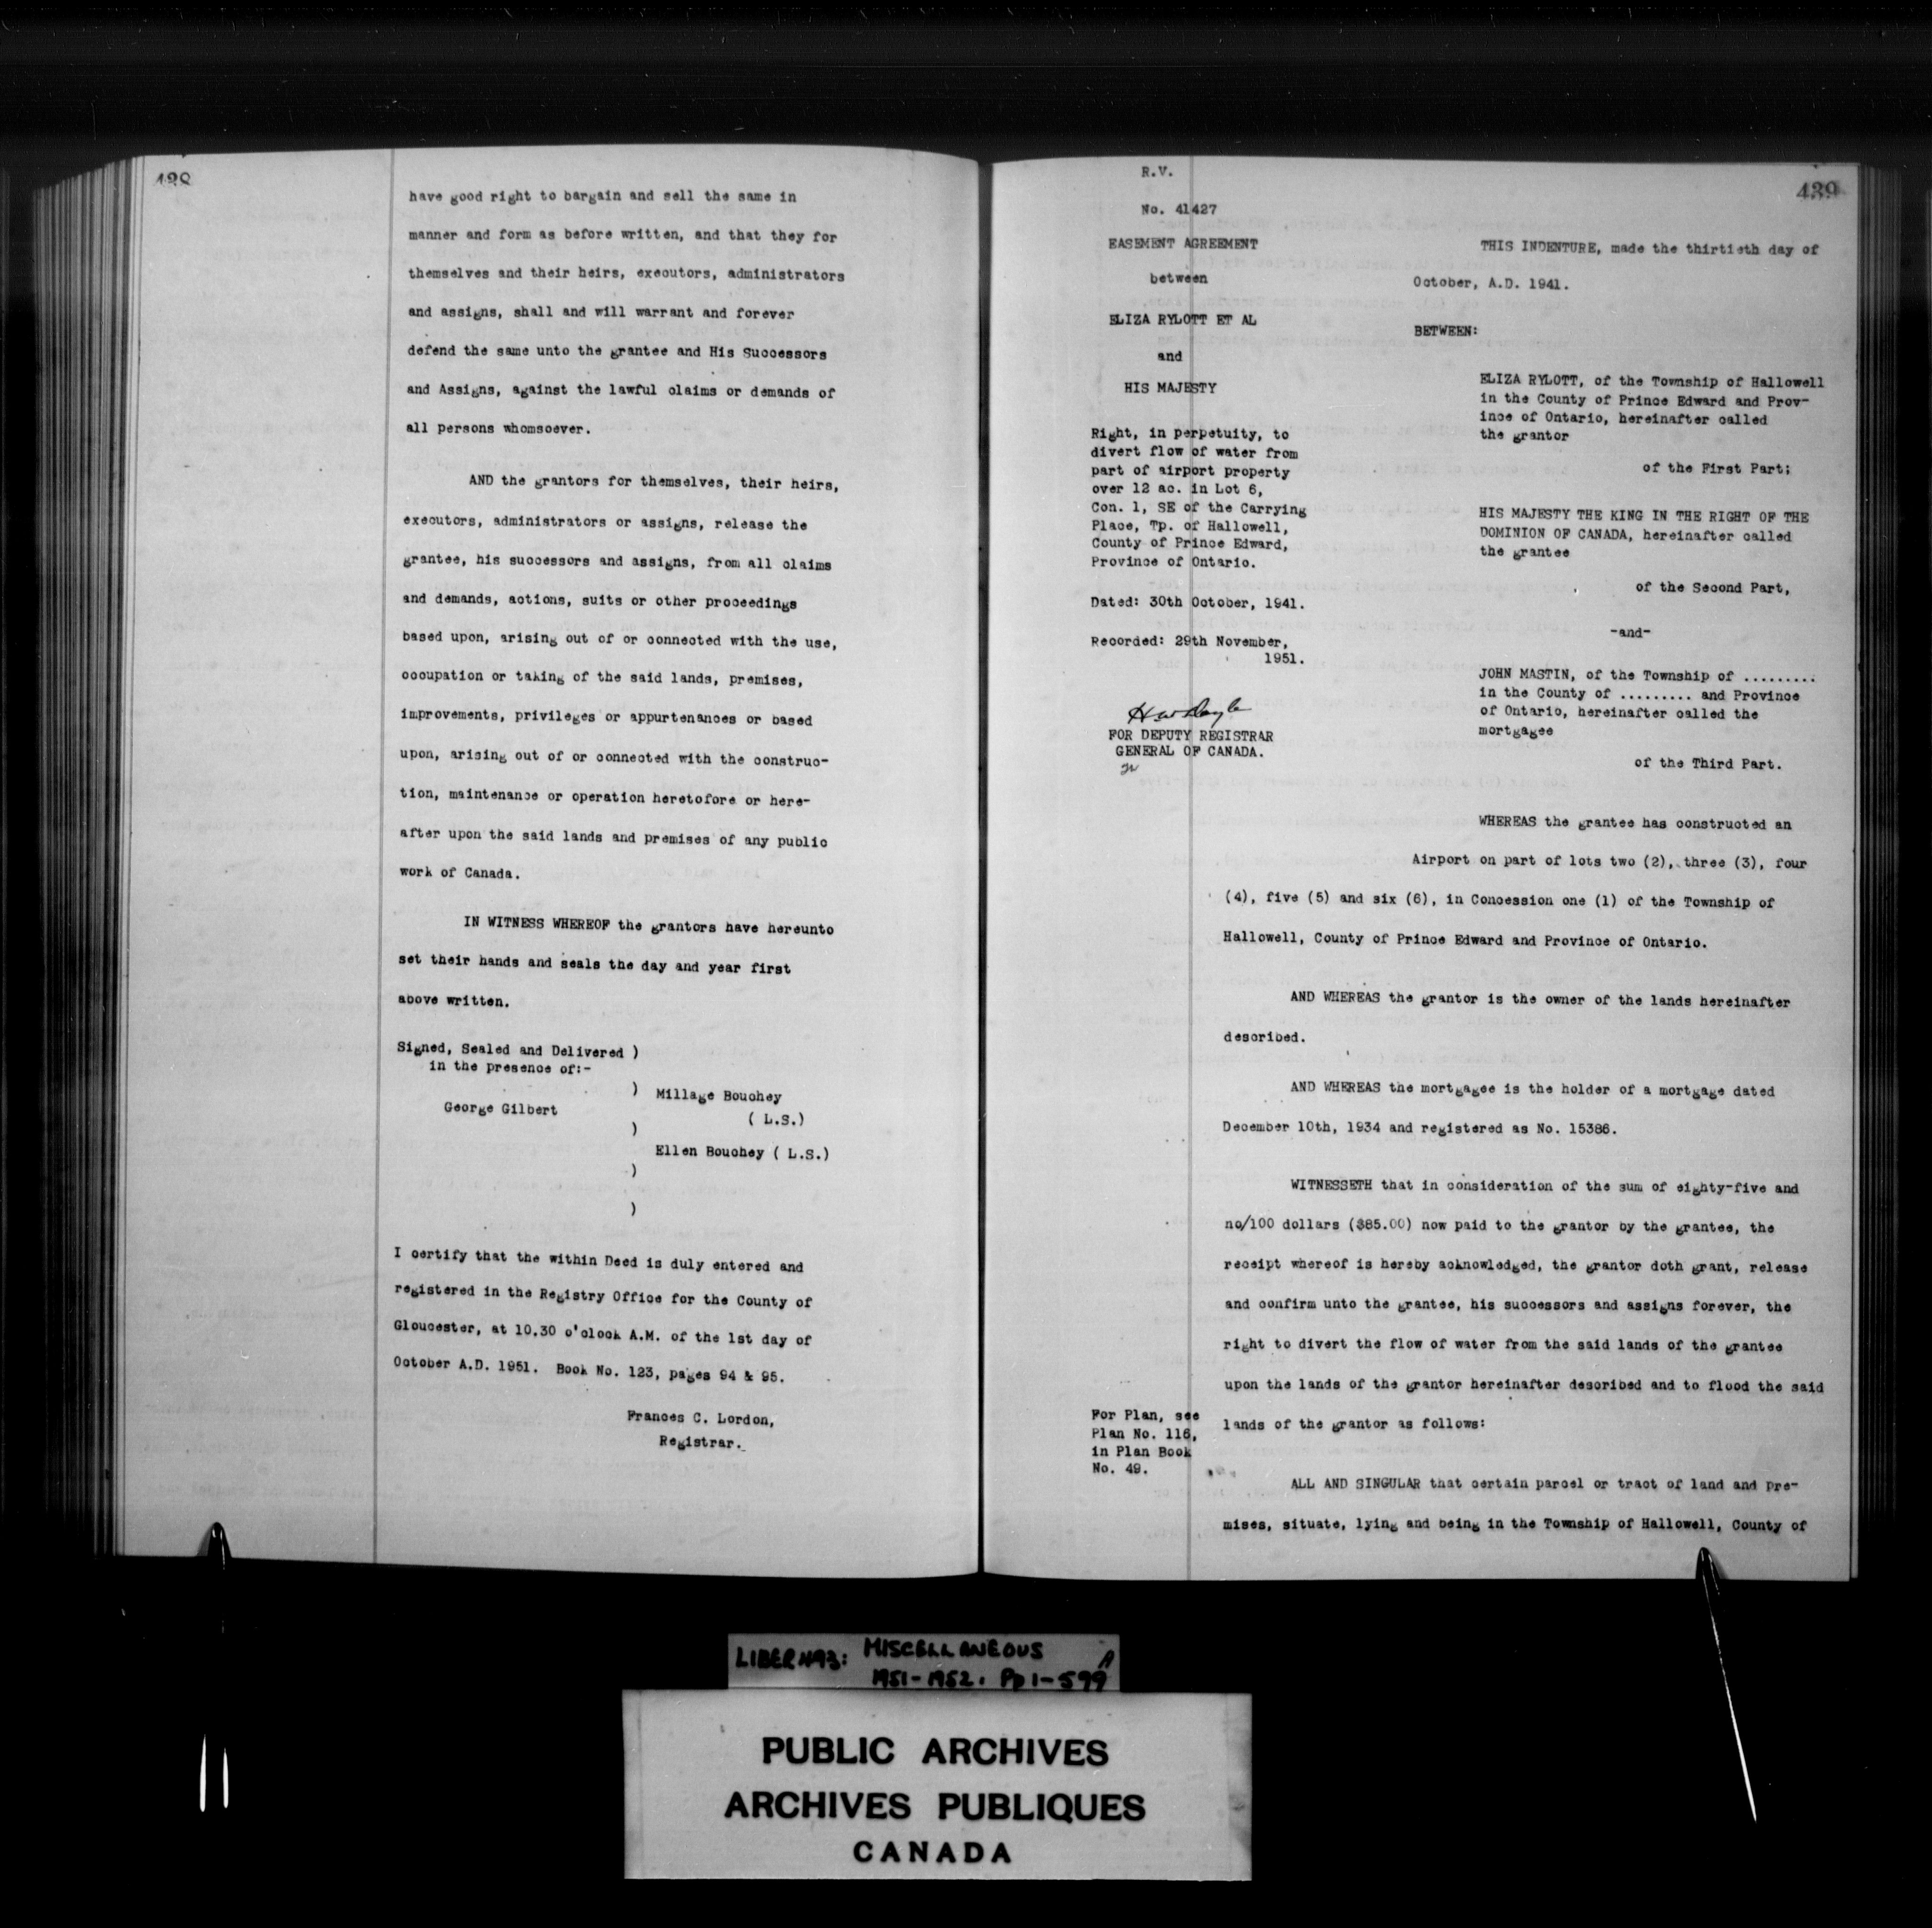 438
have good right to bargain and sell the same in
manner and form as before written, and that they for
themselves and their heirs, executors, administrators
and assigns, shall and will warrant and forever
defend the same unto the grantee and His Successors
and Assigns, against the lawful claims or demands of
all persons whomsoever.
AND the grantors for themselves, their heirs,
executors, administrators or assigns, release the
grantee, his successors and assigns, from all claims
and demands, actions, suits or other proceedings
based upon, arising out of or connected with the use,
occupation or taking of the said lands, premises,
improvements, privileges or appurtenances or based
upon, arising out of or connected with the construc-
tion, maintenance or operation heretofore or here-
after upon the said lands and premises of any public
work of Canada.
IN WITNESS WHEREOF the grantors have hereunto
set their hands and seals the day and year first
above written.
Signed, Sealed and Delivered )
in the presence of:-
) Millage Bouchey
George Gilbert
( L.S.)
)
Ellen Bouchey ( L.S.)
)
)
I certify that the within Deed is duly entered and
registered in the Registry Office for the County of
Gloucester, at 10.30 o'clock A.M. of the 1st day of
October A.D. 1951. Book No. 123, pages 94 & 95.
Frances C. Lordon,
Registrar.
R.V.
439
No. 41427
EASEMENT AGREEMENT
between
ELIZA RYLOTT ET AL
and
HIS MAJESTY
Right, in perpetuity, to
divert flow of water from
part of airport property
over 12 ac. in Lot 6,
Con. 1, SE of the Carrying
Place, Tp. of Hallowell,
County of Prince Edward,
Province of Ontario.
Dated: 30th October, 1941.
Recorded: 29th November,
1951.
FOR DEPUTY REGISTRAR
GENERAL OF CANADA.
THIS INDENTURE, made the thirtieth day of
October, A.D. 1941.
BETWEEN:
ELIZA RYLOTT, of the Township of Hallowell
in the County of Prince Edward and Prov-
ince of Ontario, hereinafter called
the grantor
of the First Part;
HIS MAJESTY THE KING IN THE RIGHT OF THE
DOMINION OF CANADA, hereinafter called
the grantee
of the Second Part,
-and-
JOHN MASTIN, of the Township of .........
in the County of ......... and Province
of Ontario, hereinafter called the
mortgagee
of the Third Part.
WHEREAS the grantee has constructed an
Airport on part of lots two (2), three (3), four
(4), five (5) and six (6), in Concession one (1) of the Township of
Hallowell, County of Prince Edward and Province of Ontario.
AND WHEREAS the grantor is the owner of the lands hereinafter
described.
AND WHEREAS the mortgagee is the holder of a mortgage dated
December 10th, 1934 and registered as No. 15386.
WITNESSETH that in consideration of the sum of eighty-five and
no/100 dollars ($85.00) now paid to the grantor by the grantee, the
receipt whereof is hereby acknowledged, the grantor doth grant, release
and confirm unto the grantee, his successors and assigns forever, the
right to divert the flow of water from the said lands of the grantee
upon the lands of the grantor hereinafter described and to flood the said
lands of the grantor as follows:
For Plan, see
Plan No. 116,
in Plan Book
No. 49.
ALL AND SINGULAR that certain parcel or tract of land and pre-
mises, situate, lying and being in the Township of Hallowell, County of
LIBER 493: MISCELLANEOUS A
1951-1952. Pp 1-599
PUBLIC ARCHIVES
ARCHIVES PUBLIQUES
CANADA